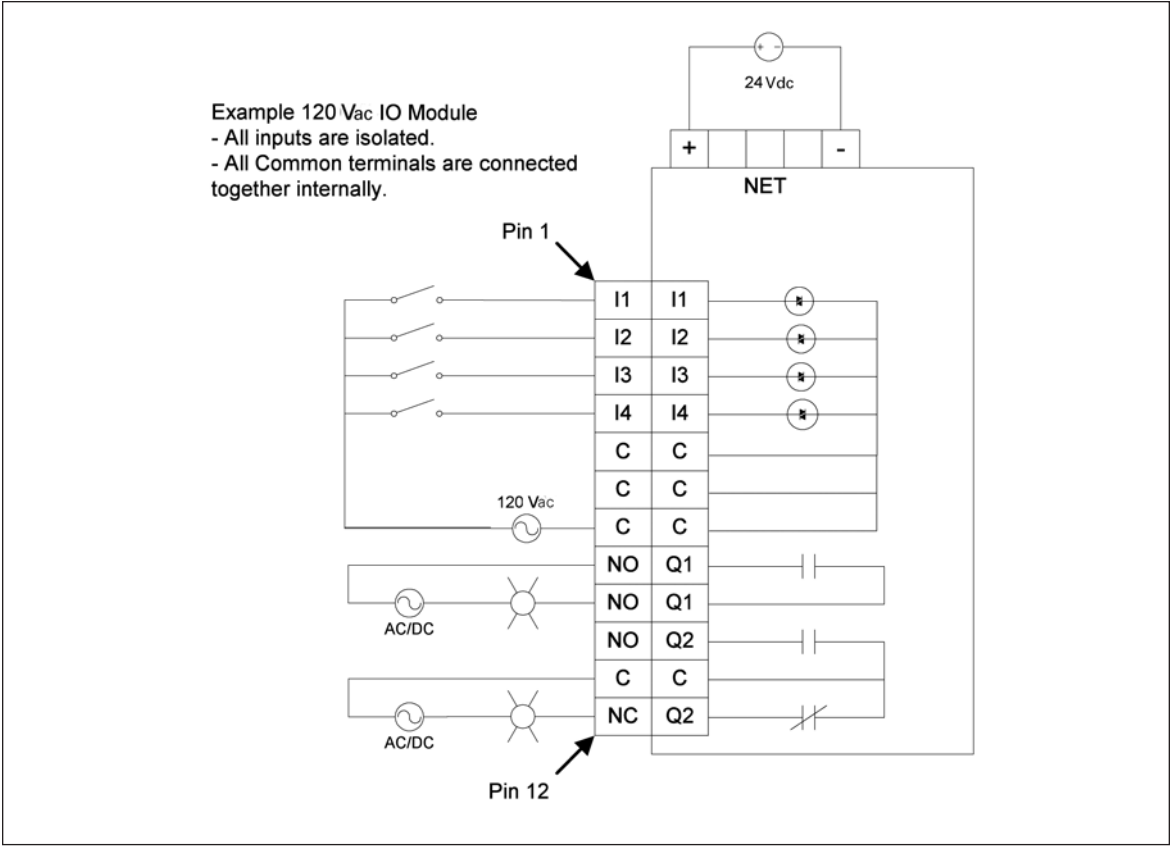 24 Vdc
Example 120 Vac IO Module
- All inputs are isolated.
- All Common terminals are connected
together internally.
+ -
NET
Pin 1
I1 I1
I2 I2
I3 I3
I4 I4
C C
C C
120 Vac
C C
NO Q1
NO Q1
AC/DC
NO Q2
C C
NC Q2
AC/DC
Pin 12